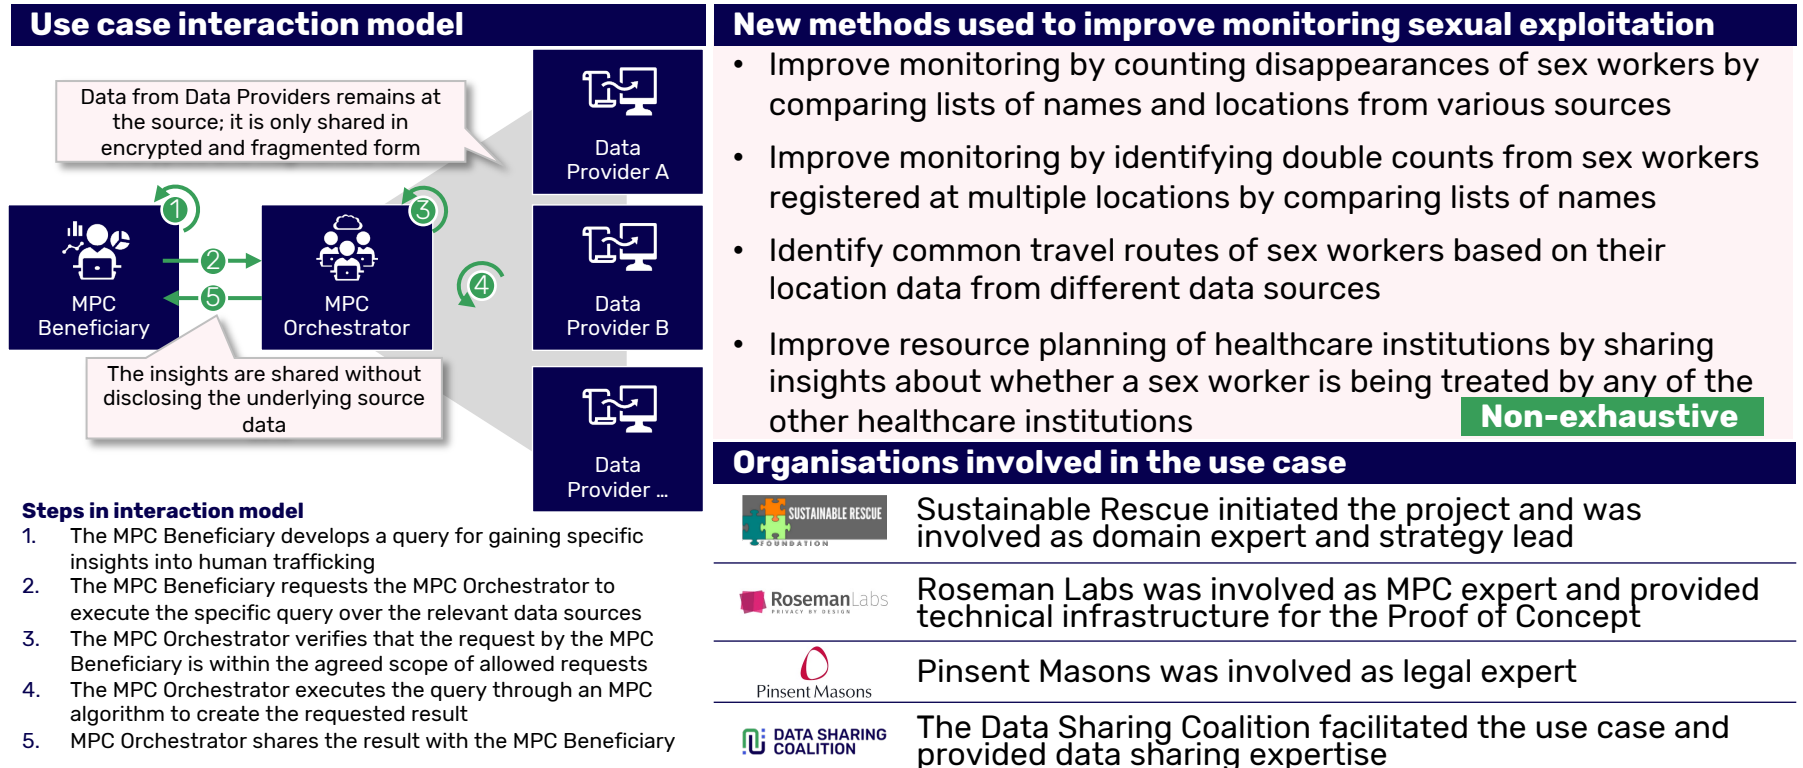 Use case interaction model
Data from Data Providers remains at
the source; it is only shared in
encrypted and fragmented form
Data
Provider A
1
3
MPC
Beneficiary
2
5
MPC
Orchestrator
4
Data
Provider B
The insights are shared without
disclosing the underlying source
data
Data
Provider ...
Steps in interaction model
1. The MPC Beneficiary develops a query for gaining specific
insights into human trafficking
2. The MPC Beneficiary requests the MPC Orchestrator to
execute the specific query over the relevant data sources
3. The MPC Orchestrator verifies that the request by the MPC
Beneficiary is within the agreed scope of allowed requests
4. The MPC Orchestrator executes the query through an MPC
algorithm to create the requested result
5. MPC Orchestrator shares the result with the MPC Beneficiary
New methods used to improve monitoring sexual exploitation
• Improve monitoring by counting disappearances of sex workers by
comparing lists of names and locations from various sources
• Improve monitoring by identifying double counts from sex workers
registered at multiple locations by comparing lists of names
• Identify common travel routes of sex workers based on their
location data from different data sources
• Improve resource planning of healthcare institutions by sharing
insights about whether a sex worker is being treated by any of the
other healthcare institutions
Non-exhaustive
Organisations involved in the use case
SUSTAINABLE RESCUE
FOUNDATION
Sustainable Rescue initiated the project and was
involved as domain expert and strategy lead
RosemanLabs
PRIVACY BY DESIGN
Roseman Labs was involved as MPC expert and provided
technical infrastructure for the Proof of Concept
Pinsent Masons
Pinsent Masons was involved as legal expert
DATA SHARING
COALITION
The Data Sharing Coalition facilitated the use case and
provided data sharing expertise